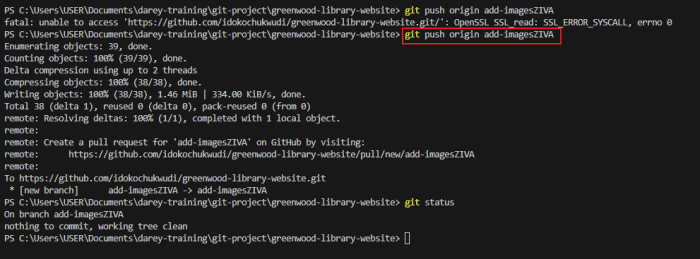 PS C:\Users\USER\Documents\darey-training\git-project\greenwood-library-website> git push origin add-imagesZIVA
fatal: unable to access 'https://github.com/idokochukwudi/greenwood-library-website.git/': OpenSSL SSL_read: SSL_ERROR_SYSCALL, errno 0
PS C:\Users\USER\Documents\darey-training\git-project\greenwood-library-website> git push origin add-imagesZIVA
Enumerating objects: 39, done.
Counting objects: 100% (39/39), done.
Delta compression using up to 2 threads
Compressing objects: 100% (38/38), done.
Writing objects: 100% (38/38), 1.46 MiB | 334.00 KiB/s, done.
Total 38 (delta 1), reused 0 (delta 0), pack-reused 0 (from 0)
remote: Resolving deltas: 100% (1/1), completed with 1 local object.
remote:
remote: Create a pull request for 'add-imagesZIVA' on GitHub by visiting:
remote:      https://github.com/idokochukwudi/greenwood-library-website/pull/new/add-imagesZIVA
remote:
To https://github.com/idokochukwudi/greenwood-library-website.git
 * [new branch]      add-imagesZIVA -> add-imagesZIVA
PS C:\Users\USER\Documents\darey-training\git-project\greenwood-library-website> git status
On branch add-imagesZIVA
nothing to commit, working tree clean
PS C:\Users\USER\Documents\darey-training\git-project\greenwood-library-website>